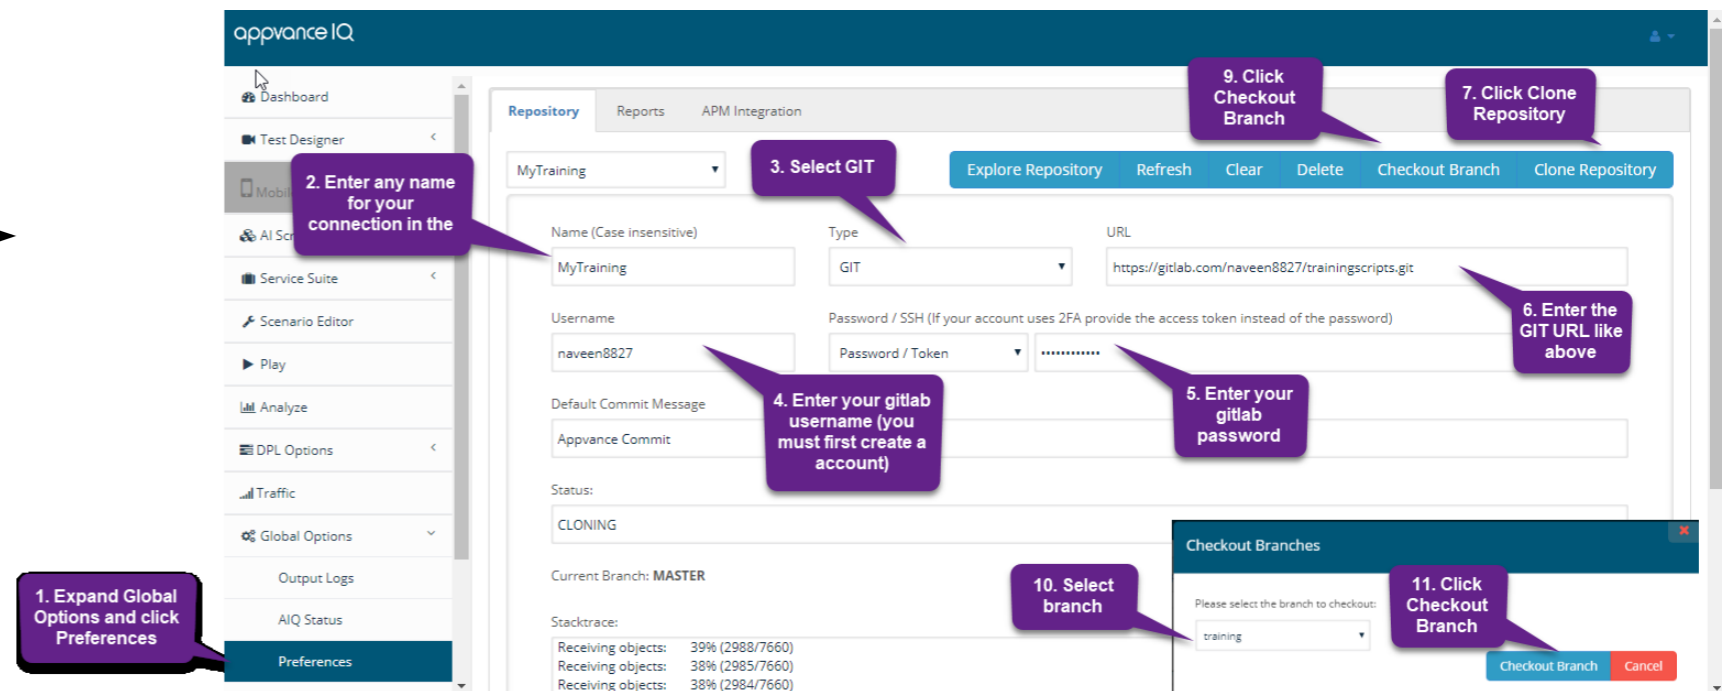 appvance IQ
Dashboard
Test Designer
Mobil
AI Scr
Service Suite
Scenario Editor
Play
Analyze
DPL Options
Traffic
Global Options
Output Logs
AIQ Status
Preferences
1. Expand Global
Options and click
Preferences
2. Enter any name
for your
connection in the
Repository
Reports
APM Integration
MyTraining
3. Select GIT
9. Click
Checkout
Branch
7. Click Clone
Repository
Explore Repository
Refresh
Clear
Delete
Checkout Branch
Clone Repository
Name (Case insensitive)
Type
URL
MyTraining
GIT
https://gitlab.com/naveen8827/trainingscripts.git
6. Enter the
GIT URL like
above
Username
Password / SSH (If your account uses 2FA provide the access token instead of the password)
naveen8827
Password / Token
••••••••••••
4. Enter your gitlab
username (you
must first create a
account)
5. Enter your
gitlab
password
Default Commit Message
Appvance Commit
Status:
CLONING
Current Branch: MASTER
Stacktrace:
Receiving objects: 39% (2988/7660)
Receiving objects: 38% (2985/7660)
Receiving objects: 38% (2984/7660)
Checkout Branches
10. Select
branch
11. Click
Checkout
Branch
Please select the branch to checkout:
training
Checkout Branch
Cancel